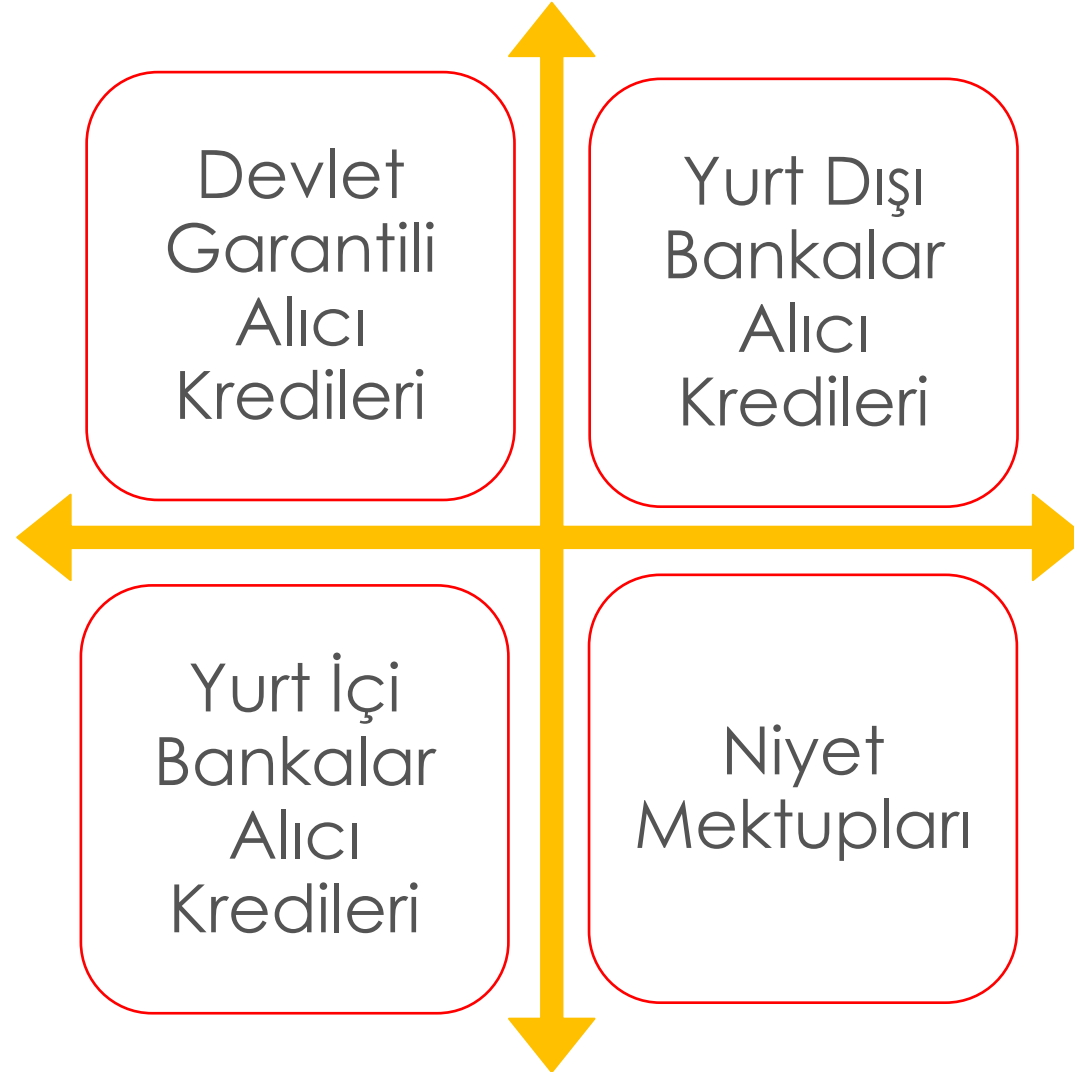 Devlet
Garantili
Alıcı
Kredileri
Yurt Dışı
Bankalar
Alıcı
Kredileri
Yurt İçi
Bankalar
Alıcı
Kredileri
Niyet
Mektupları